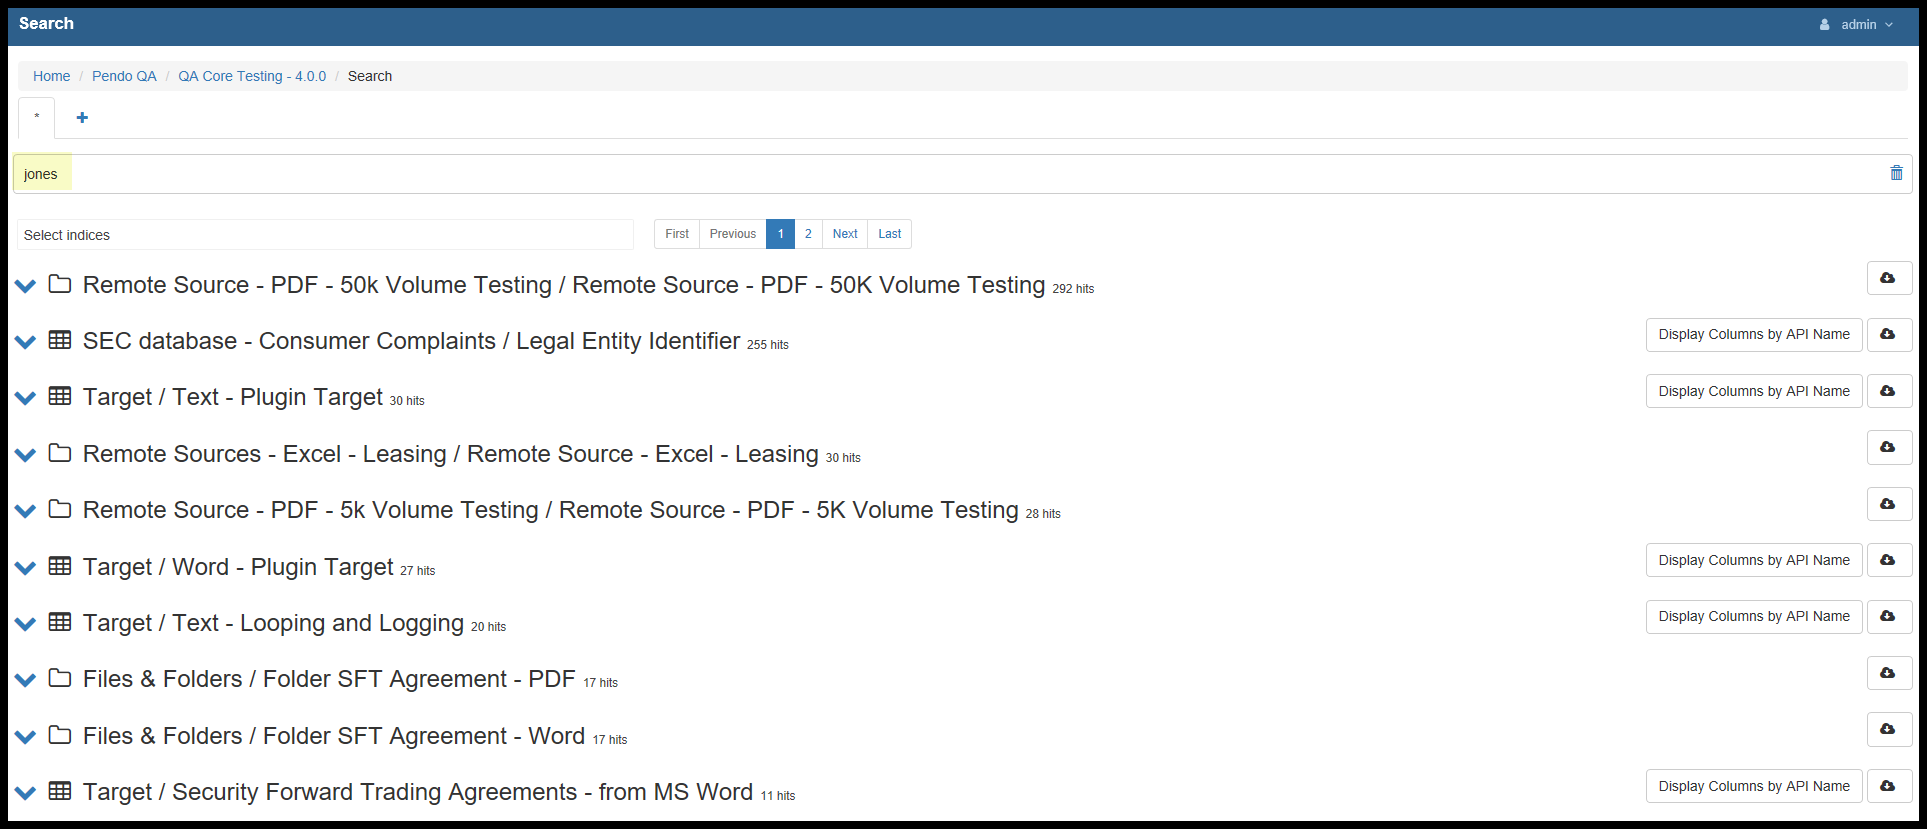 Search
admin
Home / Pendo QA / QA Core Testing - 4.0.0 / Search
* +
jones
Select indices
First Previous 1 2 Next Last
Remote Source - PDF - 50k Volume Testing / Remote Source - PDF - 50K Volume Testing 292 hits
SEC database - Consumer Complaints / Legal Entity Identifier 255 hits Display Columns by API Name
Target / Text - Plugin Target 30 hits Display Columns by API Name
Remote Sources - Excel - Leasing / Remote Source - Excel - Leasing 30 hits
Remote Source - PDF - 5k Volume Testing / Remote Source - PDF - 5K Volume Testing 28 hits
Target / Word - Plugin Target 27 hits Display Columns by API Name
Target / Text - Looping and Logging 20 hits Display Columns by API Name
Files & Folders / Folder SFT Agreement - PDF 17 hits
Files & Folders / Folder SFT Agreement - Word 17 hits
Target / Security Forward Trading Agreements - from MS Word 11 hits Display Columns by API Name